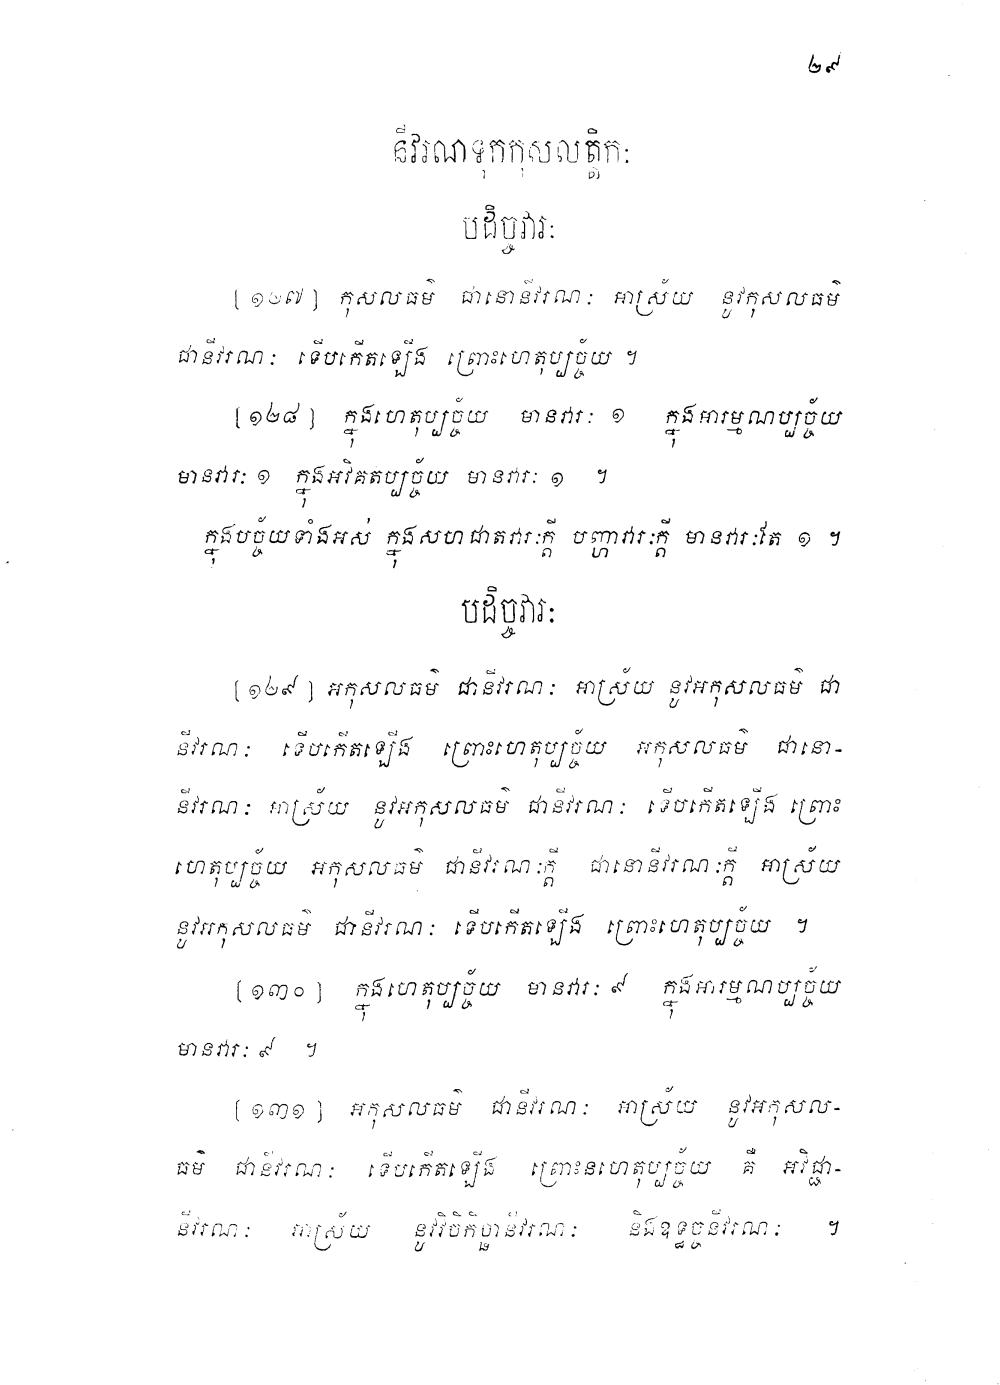 ២៩
នីវរណទុកកុសលត្តិកៈ
បដិច្ចវារៈ
[១២៧] កុសលធម៌ ជានោនីវរណៈ អាស្រ័យ នូវកុសលធម៌
ជានីវរណៈ ទើបកើតឡើង ព្រោះហេតុប្បច្ច័យ ។
[១២៨] ក្នុងហេតុប្បច្ច័យ មានវារៈ ១ ក្នុងអារម្មណប្បច្ច័យ
មានវារៈ ១ ក្នុងអវិគតប្បច្ច័យ មានវារៈ ១ ។
ក្នុងបច្ច័យទាំងអស់ ក្នុងសហជាតវារៈក្តី បញ្ហាវារៈក្តី មានវារៈតែ ១ ។
បដិច្ចវារៈ
[១២៩] អកុសលធម៌ ជានីវរណៈ អាស្រ័យ នូវអកុសលធម៌ ជា
នីវរណៈ ទើបកើតឡើង ព្រោះហេតុប្បច្ច័យ អកុសលធម៌ ជានោ-
នីវរណៈ អាស្រ័យ នូវអកុសលធម៌ ជានីវរណៈ ទើបកើតឡើង ព្រោះ
ហេតុប្បច្ច័យ អកុសលធម៌ ជានីវរណៈក្តី ជានោនីវរណៈក្តី អាស្រ័យ
នូវអកុសលធម៌ ជានីវរណៈ ទើបកើតឡើង ព្រោះហេតុប្បច្ច័យ ។
[១៣០] ក្នុងហេតុប្បច្ច័យ មានវារៈ ៩ ក្នុងអារម្មណប្បច្ច័យ
មានវារៈ ៩ ។
[១៣១] អកុសលធម៌ ជានីវរណៈ អាស្រ័យ នូវអកុសល-
ធម៌ ជានីវរណៈ ទើបកើតឡើង ព្រោះនហេតុប្បច្ច័យ គឺ អវិជ្ជា-
នីវរណៈ អាស្រ័យ នូវវិចិកិច្ឆានីវរណៈ និងឧទ្ធច្ចនីវរណៈ ។